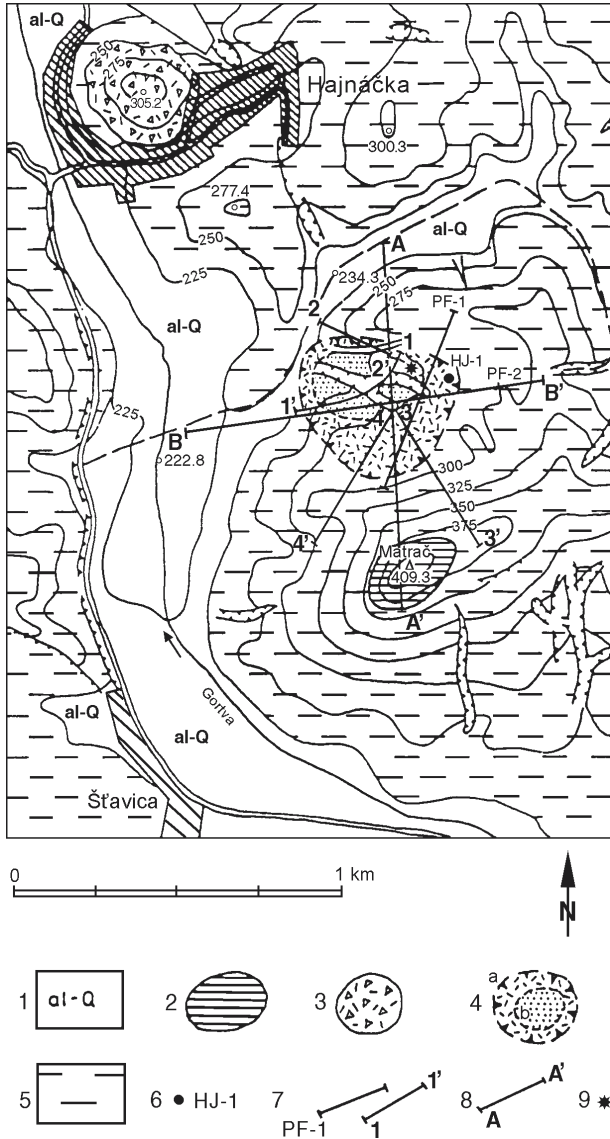 al-Q
250
275
305.2
Hajnáčka
300.3
277.4
250
225
A
al-Q
234.3
250
275
2
PF-1
al-Q
1
HJ-1
2'
PF-2
225
1'
4 3
B'
B
222.8
300
325
350
375
4'
3'
Matrač
409.3
A'
al-Q
Gortva
al-Q
Šťavica
0 1 km
N
1 al-Q 2 3 4 a b
5 6 HJ-1 7 PF-1 1 1' 8 A A' 9